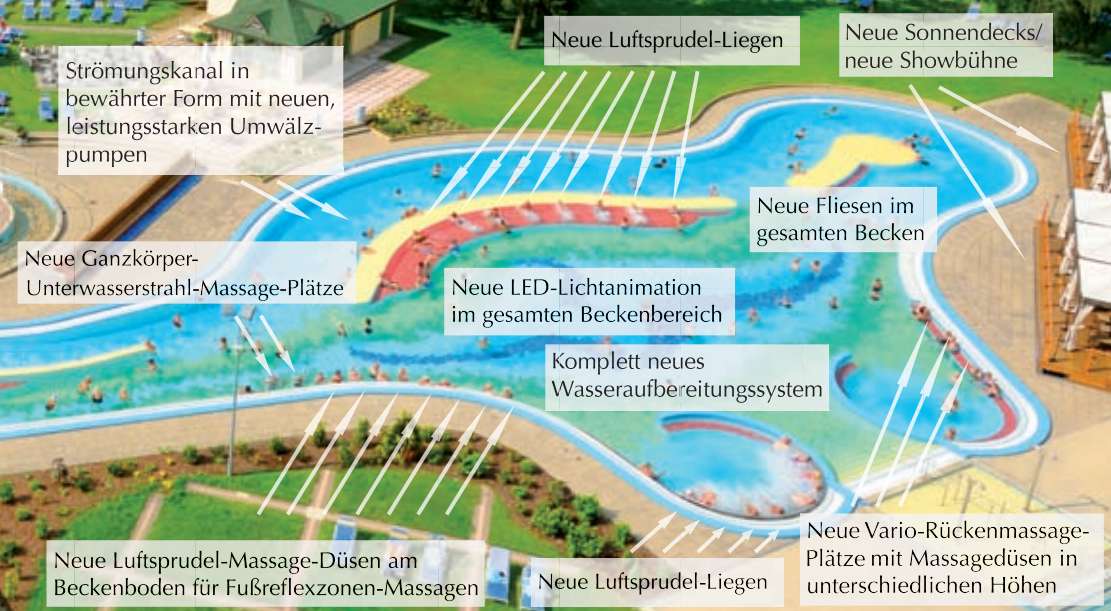 Neue Luftsprudel-Liegen
Neue Sonnendecks/
neue Showbühne
Strömungskanal in
bewährter Form mit neuen,
leistungsstarken Umwälz-
pumpen
Neue Fliesen im
gesamten Becken
Neue Ganzkörper-
Unterwasserstrahl-Massage-Plätze
Neue LED-Lichtanimation
im gesamten Beckenbereich
Komplett neues
Wasseraufbereitungssystem
Neue Luftsprudel-Massage-Düsen am
Beckenboden für Fußreflexzonen-Massagen
Neue Luftsprudel-Liegen
Neue Vario-Rückenmassage-
Plätze mit Massagedüsen in
unterschiedlichen Höhen